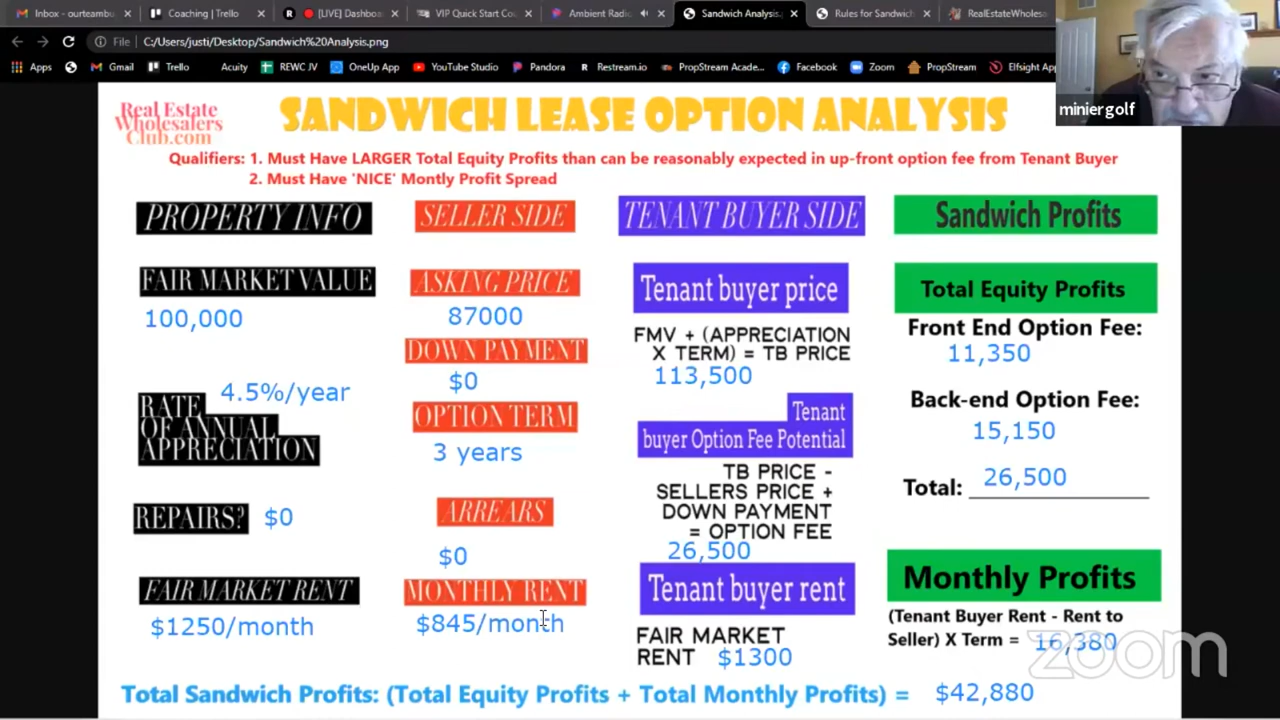 Inbox - ourteambu
Coaching | Trello
[LIVE] Dashboa
VIP Quick Start Cou
Ambient Radio
Sandwich Analysis.p
Rules for Sandwich
RealEstateWholesa
File
C:/Users/justi/Desktop/Sandwich%20Analysis.png
Apps
Gmail
Trello
Acuity
REWC JV
OneUp App
YouTube Studio
Pandora
Restream.io
PropStream Acade...
Facebook
Zoom
PropStream
Elfsight Ap
miniergolf
Real Estate
Wholesalers
Club.com
SANDWICH LEASE OPTION ANALYSIS
Qualifiers: 1. Must Have LARGER Total Equity Profits than can be reasonably expected in up-front option fee from Tenant Buyer
2. Must Have 'NICE' Montly Profit Spread
PROPERTY INFO
FAIR MARKET VALUE
100,000
4.5%/year
RATE
OF ANNUAL
APPRECIATION
REPAIRS? $0
FAIR MARKET RENT
$1250/month
SELLER SIDE
ASKING PRICE
87000
DOWN PAYMENT
$0
OPTION TERM
3 years
ARREARS
$0
MONTHLY RENT
$845/month
TENANT BUYER SIDE
Tenant buyer price
FMV + (APPRECIATION
X TERM) = TB PRICE
113,500
Tenant
buyer Option Fee Potential
TB PRICE -
SELLERS PRICE +
DOWN PAYMENT
= OPTION FEE
26,500
Tenant buyer rent
FAIR MARKET
RENT $1300
Sandwich Profits
Total Equity Profits
Front End Option Fee:
11,350
Back-end Option Fee:
15,150
Total: 26,500
Monthly Profits
(Tenant Buyer Rent - Rent to
Seller) X Term = 16,380
zoom
Total Sandwich Profits: (Total Equity Profits + Total Monthly Profits) = $42,880